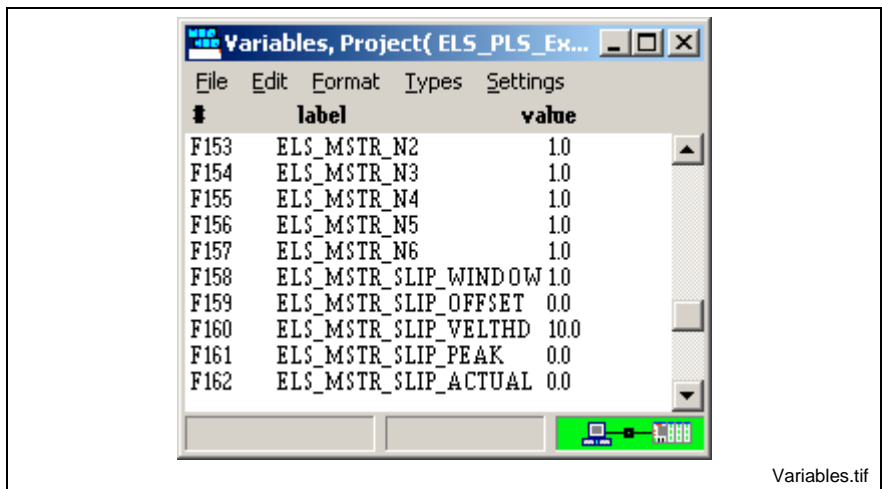 Variables, Project( ELS_PLS_Ex...
File Edit Format Types Settings
# label value
F153 ELS_MSTR_N2 1.0
F154 ELS_MSTR_N3 1.0
F155 ELS_MSTR_N4 1.0
F156 ELS_MSTR_N5 1.0
F157 ELS_MSTR_N6 1.0
F158 ELS_MSTR_SLIP_WINDOW 1.0
F159 ELS_MSTR_SLIP_OFFSET 0.0
F160 ELS_MSTR_SLIP_VELTHD 10.0
F161 ELS_MSTR_SLIP_PEAK 0.0
F162 ELS_MSTR_SLIP_ACTUAL 0.0
Variables.tif